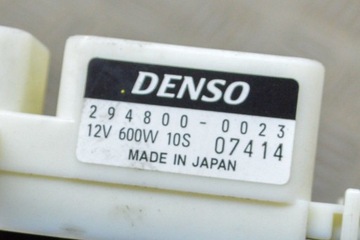 DENSO
294800-0023
12V 600W 10S 07414
MADE IN JAPAN